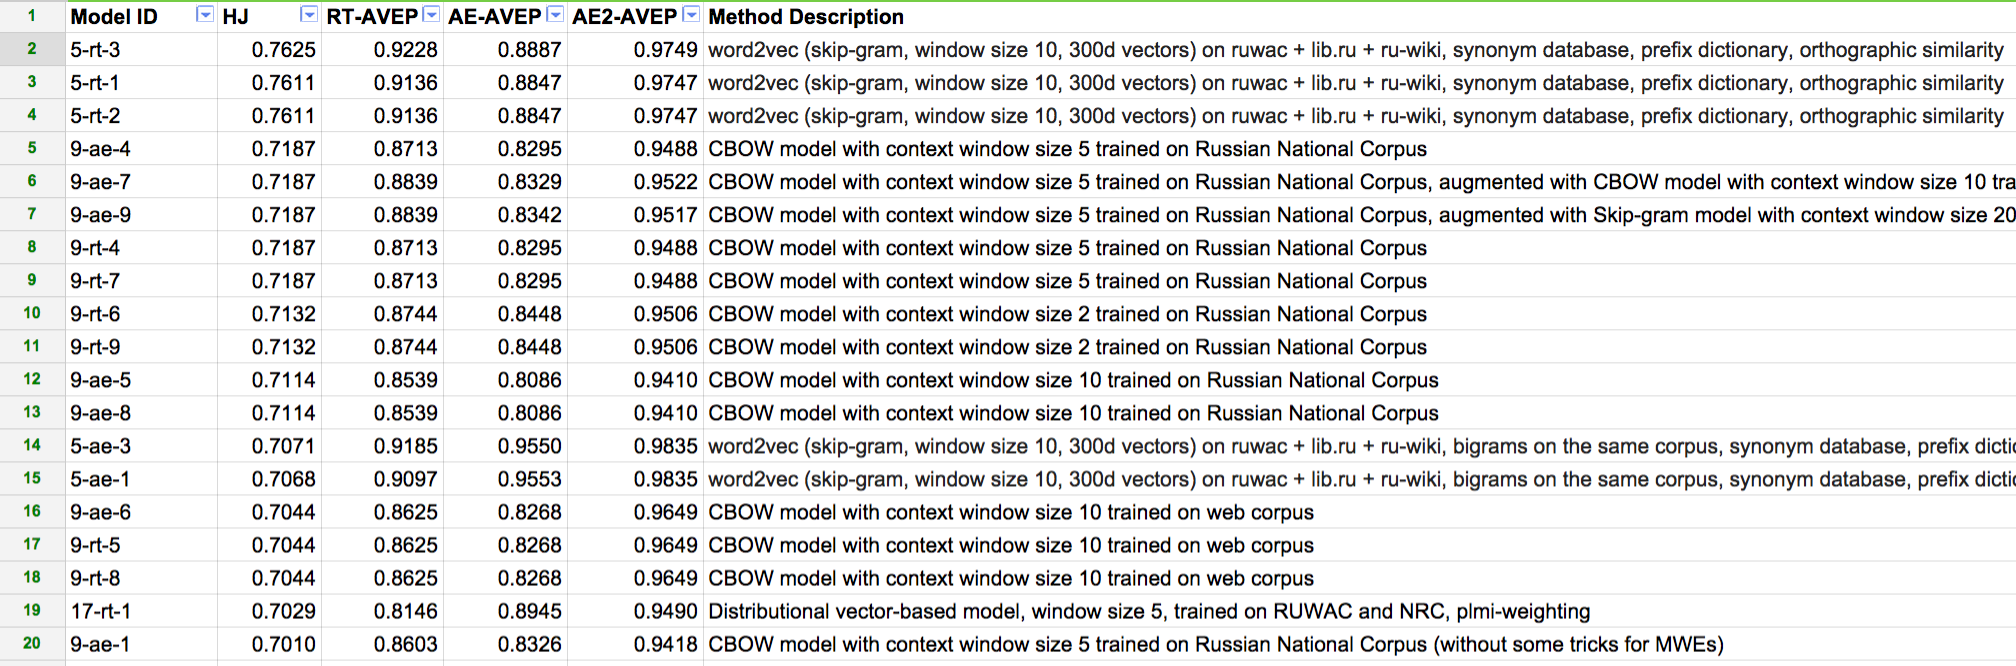 1 Model ID HJ RT-AVEP AE-AVEP AE2-AVEP Method Description
2 5-rt-3 0.7625 0.9228 0.8887 0.9749 word2vec (skip-gram, window size 10, 300d vectors) on ruwac + lib.ru + ru-wiki, synonym database, prefix dictionary, orthographic similarity
3 5-rt-1 0.7611 0.9136 0.8847 0.9747 word2vec (skip-gram, window size 10, 300d vectors) on ruwac + lib.ru + ru-wiki, synonym database, prefix dictionary, orthographic similarity
4 5-rt-2 0.7611 0.9136 0.8847 0.9747 word2vec (skip-gram, window size 10, 300d vectors) on ruwac + lib.ru + ru-wiki, synonym database, prefix dictionary, orthographic similarity
5 9-ae-4 0.7187 0.8713 0.8295 0.9488 CBOW model with context window size 5 trained on Russian National Corpus
6 9-ae-7 0.7187 0.8839 0.8329 0.9522 CBOW model with context window size 5 trained on Russian National Corpus, augmented with CBOW model with context window size 10 tra
7 9-ae-9 0.7187 0.8839 0.8342 0.9517 CBOW model with context window size 5 trained on Russian National Corpus, augmented with Skip-gram model with context window size 20
8 9-rt-4 0.7187 0.8713 0.8295 0.9488 CBOW model with context window size 5 trained on Russian National Corpus
9 9-rt-7 0.7187 0.8713 0.8295 0.9488 CBOW model with context window size 5 trained on Russian National Corpus
10 9-rt-6 0.7132 0.8744 0.8448 0.9506 CBOW model with context window size 2 trained on Russian National Corpus
11 9-rt-9 0.7132 0.8744 0.8448 0.9506 CBOW model with context window size 2 trained on Russian National Corpus
12 9-ae-5 0.7114 0.8539 0.8086 0.9410 CBOW model with context window size 10 trained on Russian National Corpus
13 9-ae-8 0.7114 0.8539 0.8086 0.9410 CBOW model with context window size 10 trained on Russian National Corpus
14 5-ae-3 0.7071 0.9185 0.9550 0.9835 word2vec (skip-gram, window size 10, 300d vectors) on ruwac + lib.ru + ru-wiki, bigrams on the same corpus, synonym database, prefix dictio
15 5-ae-1 0.7068 0.9097 0.9553 0.9835 word2vec (skip-gram, window size 10, 300d vectors) on ruwac + lib.ru + ru-wiki, bigrams on the same corpus, synonym database, prefix dictio
16 9-ae-6 0.7044 0.8625 0.8268 0.9649 CBOW model with context window size 10 trained on web corpus
17 9-rt-5 0.7044 0.8625 0.8268 0.9649 CBOW model with context window size 10 trained on web corpus
18 9-rt-8 0.7044 0.8625 0.8268 0.9649 CBOW model with context window size 10 trained on web corpus
19 17-rt-1 0.7029 0.8146 0.8945 0.9490 Distributional vector-based model, window size 5, trained on RUWAC and NRC, plmi-weighting
20 9-ae-1 0.7010 0.8603 0.8326 0.9418 CBOW model with context window size 5 trained on Russian National Corpus (without some tricks for MWEs)